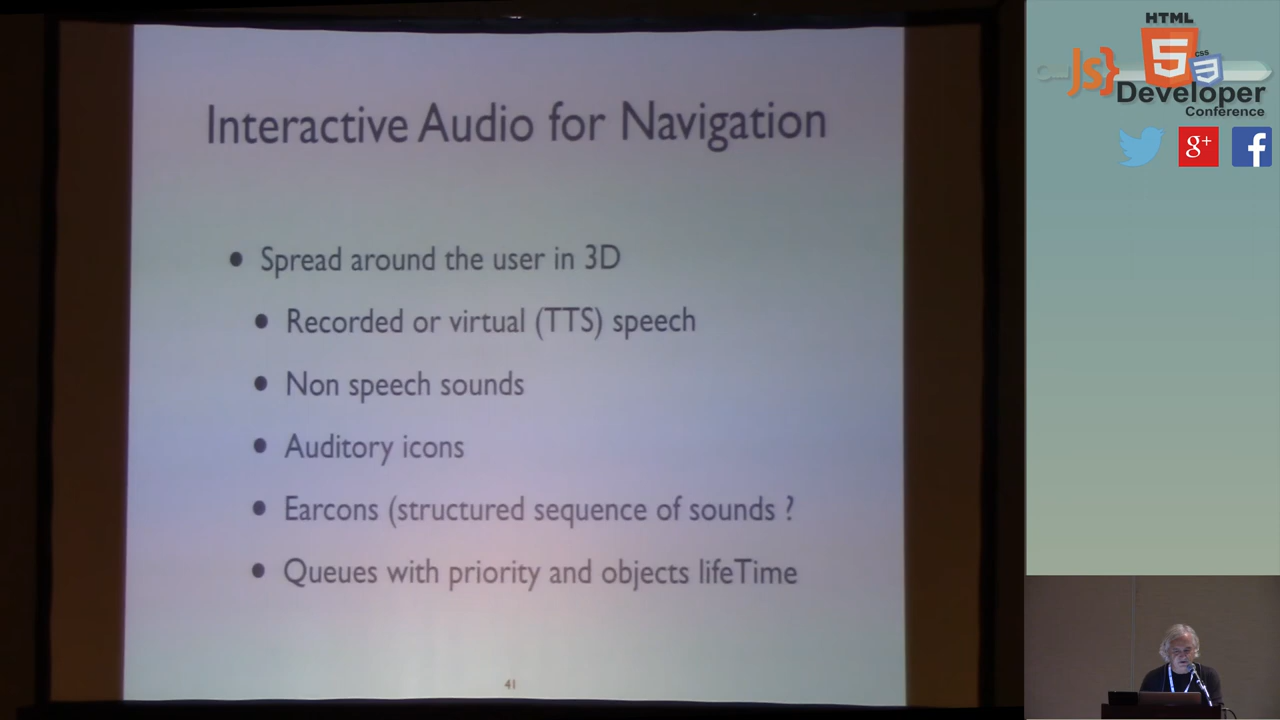 Interactive Audio for Navigation
• Spread around the user in 3D
• Recorded or virtual (TTS) speech
• Non speech sounds
• Auditory icons
• Earcons (structured sequence of sounds ?
• Queues with priority and objects lifeTime
41
HTML
JS} 5 CSS 3
Developer
Conference
g+ f